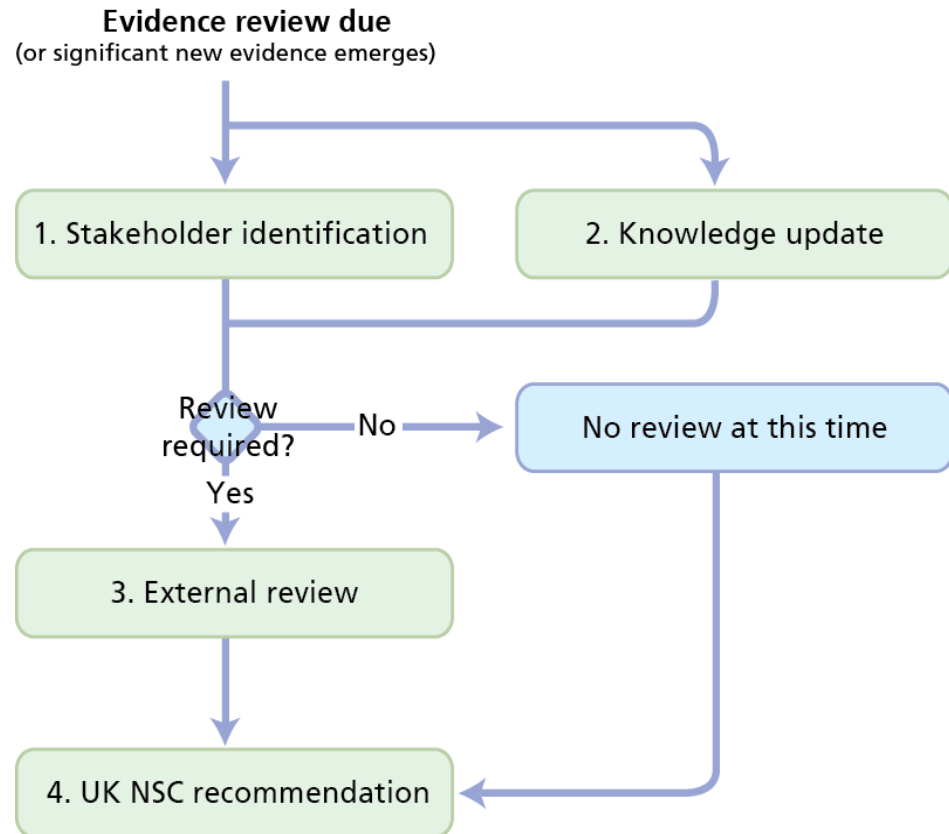 Evidence review due
(or significant new evidence emerges)
1. Stakeholder identification
2. Knowledge update
Review
required?
No
No review at this time
Yes
3. External review
4. UK NSC recommendation